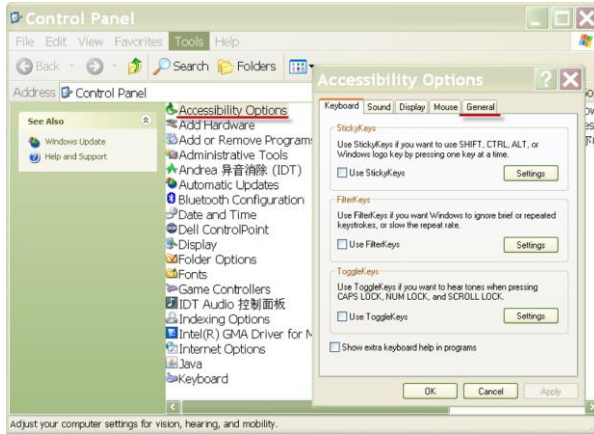 Control Panel
File Edit View Favorites Tools Help
Back Search Folders
Address Control Panel
See Also
Windows Update
Help and Support
Accessibility Options
Add Hardware
Add or Remove Program
Administrative Tools
Andrea 异音消除 (IDT)
Automatic Updates
Bluetooth Configuration
Date and Time
Dell ControlPoint
Display
Folder Options
Fonts
Game Controllers
IDT Audio 控制面板
Indexing Options
Intel(R) GMA Driver for M
Internet Options
Java
Keyboard
Adjust your computer settings for vision, hearing, and mobility.
Accessibility Options
Keyboard Sound Display Mouse General
StickyKeys
Use StickyKeys if you want to use SHIFT, CTRL, ALT, or
Windows logo key by pressing one key at a time.
Use StickyKeys Settings
FilterKeys
Use FilterKeys if you want Windows to ignore brief or repeated
keystrokes, or slow the repeat rate.
Use FilterKeys Settings
ToggleKeys
Use ToggleKeys if you want to hear tones when pressing
CAPS LOCK, NUM LOCK, and SCROLL LOCK.
Use ToggleKeys Settings
Show extra keyboard help in programs
OK Cancel Apply